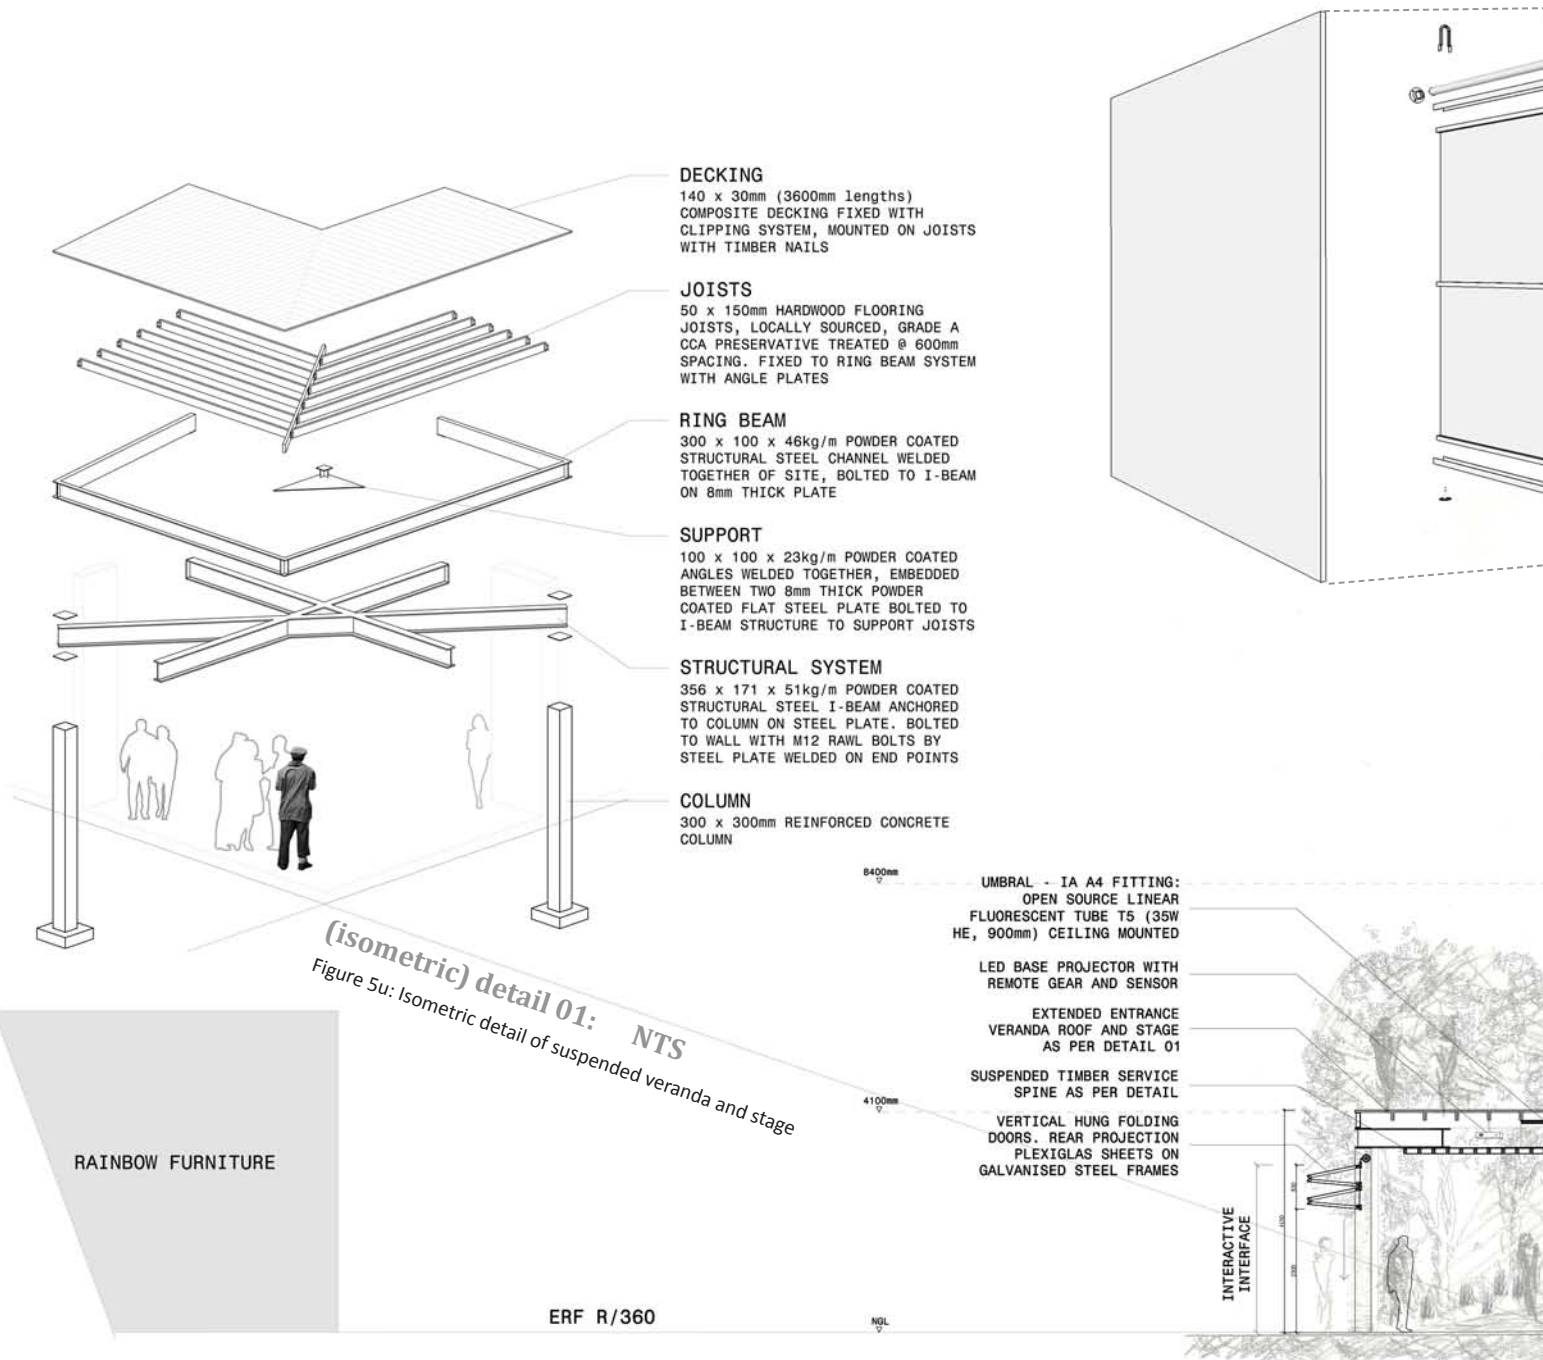 DECKING
140 x 30mm (3600mm lengths)
COMPOSITE DECKING FIXED WITH
CLIPPING SYSTEM, MOUNTED ON JOISTS
WITH TIMBER NAILS
JOISTS
50 x 150mm HARDWOOD FLOORING
JOISTS, LOCALLY SOURCED, GRADE A
CCA PRESERVATIVE TREATED @ 600mm
SPACING. FIXED TO RING BEAM SYSTEM
WITH ANGLE PLATES
RING BEAM
300 x 100 x 46kg/m POWDER COATED
STRUCTURAL STEEL CHANNEL WELDED
TOGETHER OF SITE, BOLTED TO I-BEAM
ON 8mm THICK PLATE
SUPPORT
100 x 100 x 23kg/m POWDER COATED
ANGLES WELDED TOGETHER, EMBEDDED
BETWEEN TWO 8mm THICK POWDER
COATED FLAT STEEL PLATE BOLTED TO
I-BEAM STRUCTURE TO SUPPORT JOISTS
STRUCTURAL SYSTEM
356 x 171 x 51kg/m POWDER COATED
STRUCTURAL STEEL I-BEAM ANCHORED
TO COLUMN ON STEEL PLATE. BOLTED
TO WALL WITH M12 RAWL BOLTS BY
STEEL PLATE WELDED ON END POINTS
COLUMN
300 x 300mm REINFORCED CONCRETE
COLUMN
(isometric) detail 01: NTS
Figure 5u: Isometric detail of suspended veranda and stage
8400mm
UMBRAL - IA A4 FITTING:
OPEN SOURCE LINEAR
FLUORESCENT TUBE T5 (35W
HE, 900mm) CEILING MOUNTED
LED BASE PROJECTOR WITH
REMOTE GEAR AND SENSOR
EXTENDED ENTRANCE
VERANDA ROOF AND STAGE
AS PER DETAIL 01
SUSPENDED TIMBER SERVICE
SPINE AS PER DETAIL
4100mm
VERTICAL HUNG FOLDING
DOORS. REAR PROJECTION
PLEXIGLAS SHEETS ON
GALVANISED STEEL FRAMES
INTERACTIVE
INTERFACE
RAINBOW FURNITURE
ERF R/360
NGL